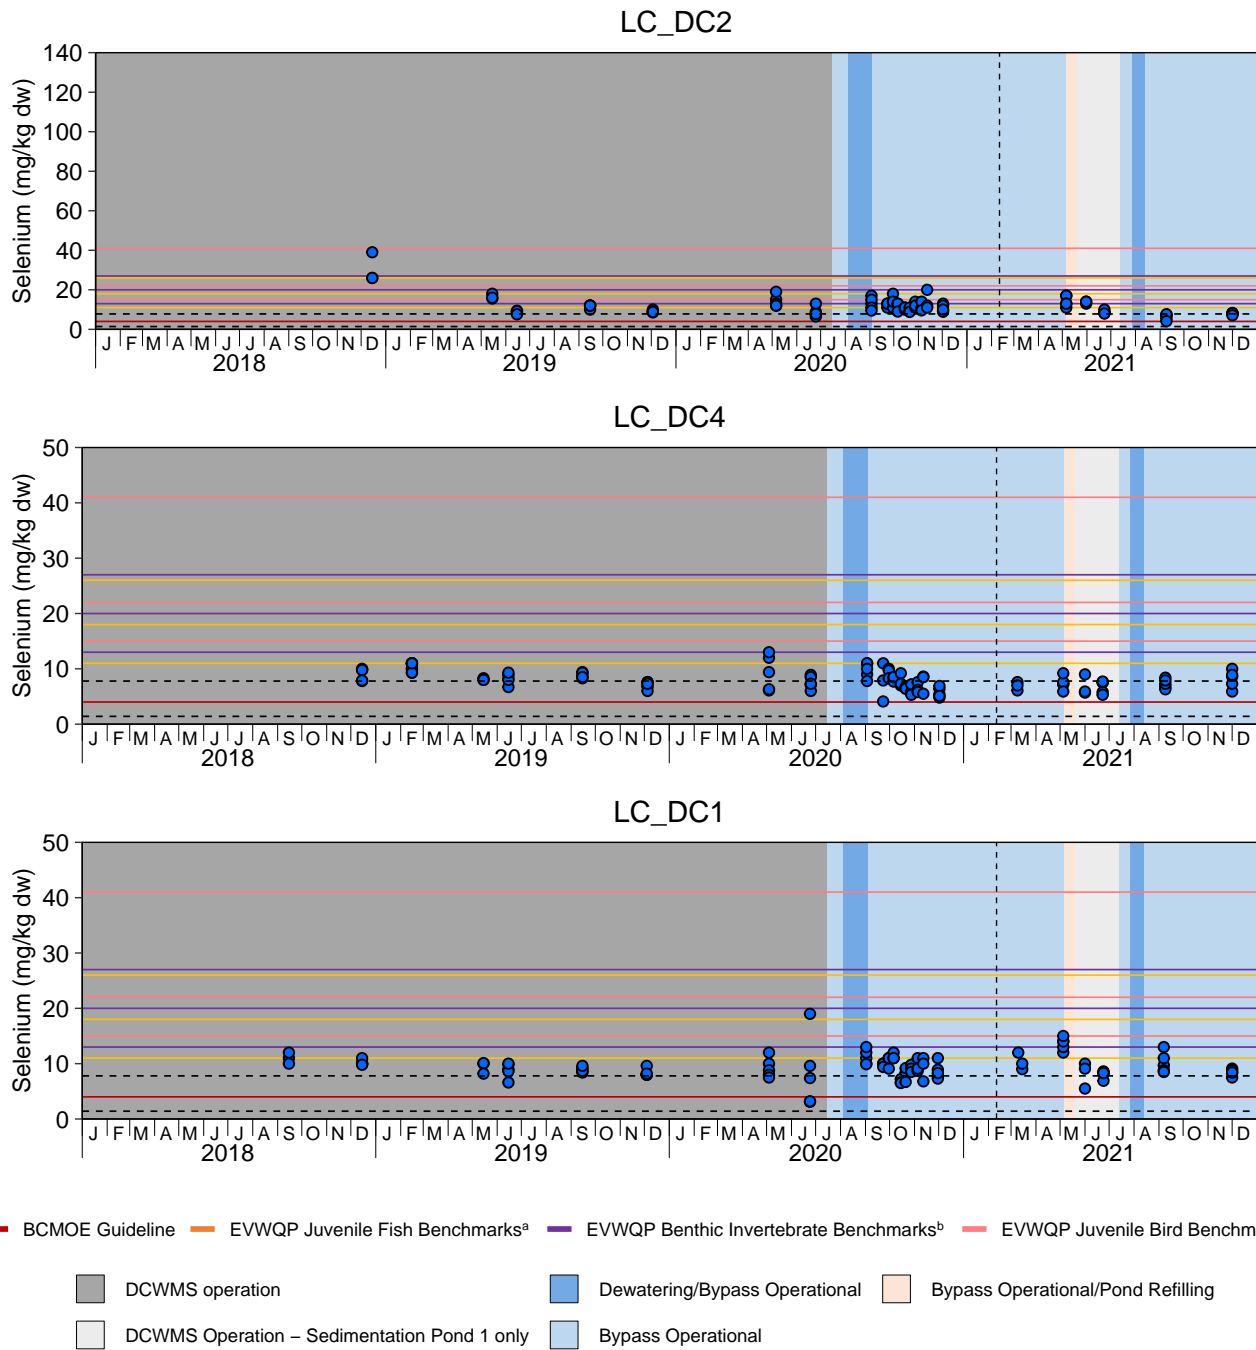 LC_DC2
Selenium (mg/kg dw)
140
120
100
80
60
40
20
0
J F M A M J J A S O N D J F M A M J J A S O N D J F M A M J J A S O N D J F M A M J J A S O N D
2018 2019 2020 2021
LC_DC4
Selenium (mg/kg dw)
50
40
30
20
10
0
J F M A M J J A S O N D J F M A M J J A S O N D J F M A M J J A S O N D J F M A M J J A S O N D
2018 2019 2020 2021
LC_DC1
Selenium (mg/kg dw)
50
40
30
20
10
0
J F M A M J J A S O N D J F M A M J J A S O N D J F M A M J J A S O N D J F M A M J J A S O N D
2018 2019 2020 2021
BCMOE Guideline EVWQP Juvenile Fish Benchmarksᵃ EVWQP Benthic Invertebrate Benchmarksᵇ EVWQP Juvenile Bird Benchm
DCWMS operation Dewatering/Bypass Operational Bypass Operational/Pond Refilling
DCWMS Operation – Sedimentation Pond 1 only Bypass Operational